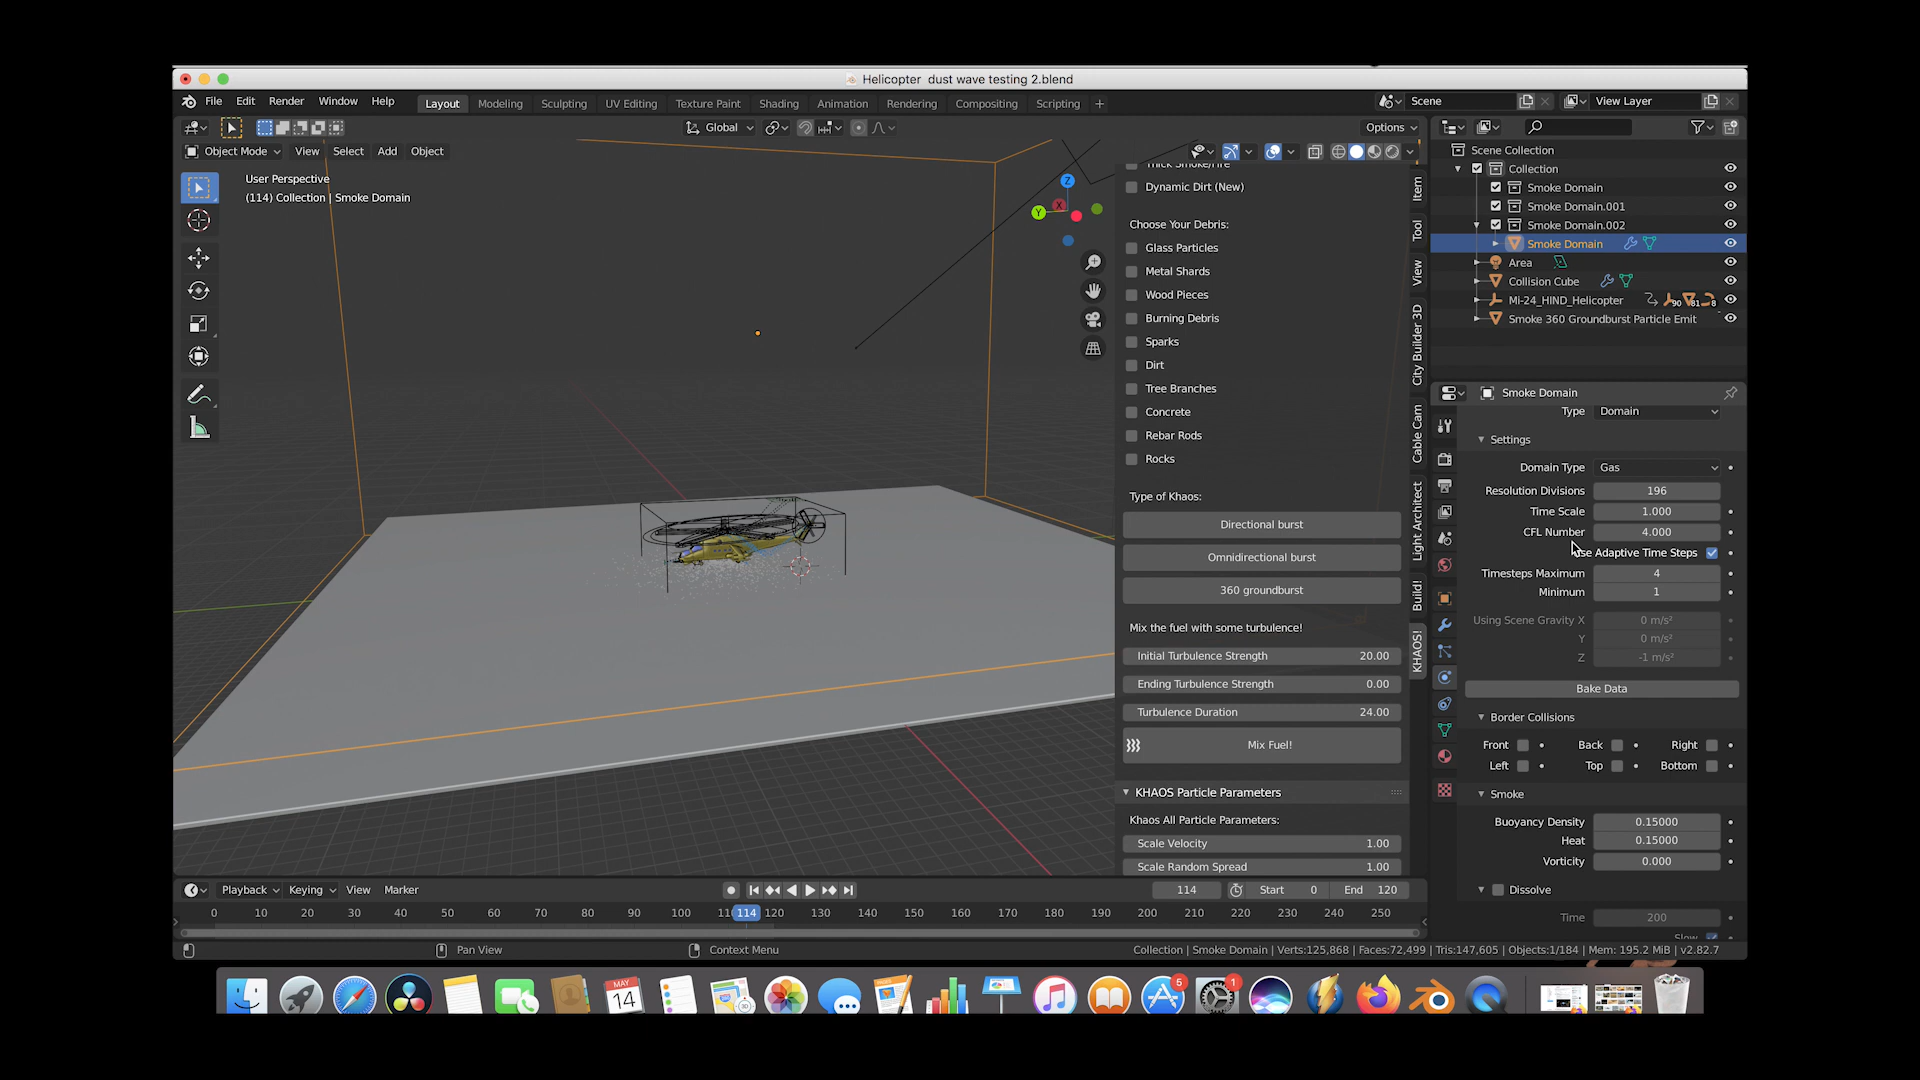 Helicopter dust wave testing 2.blend
File Edit Render Window Help Layout Modeling Sculpting UV Editing Texture Paint Shading Animation Rendering Compositing Scripting + Scene View Layer
Global Options
Object Mode View Select Add Object
User Perspective
(114) Collection | Smoke Domain
Z
Y
X
Thick Smoke/Fire
Dynamic Dirt (New)
Choose Your Debris:
Glass Particles
Metal Shards
Wood Pieces
Burning Debris
Sparks
Dirt
Tree Branches
Concrete
Rebar Rods
Rocks
Type of Khaos:
Directional burst
Omnidirectional burst
360 groundburst
Mix the fuel with some turbulence!
Initial Turbulence Strength 20.00
Ending Turbulence Strength 0.00
Turbulence Duration 24.00
Mix Fuel!
KHAOS Particle Parameters
Khaos All Particle Parameters:
Scale Velocity 1.00
Scale Random Spread 1.00
Item
Tool
View
City Builder 3D
Cable Cam
Light Architect
Build!
KHAOS!
Scene Collection
Collection
Smoke Domain
Smoke Domain.001
Smoke Domain.002
Smoke Domain
Area
Collision Cube
Mi-24_HIND_Helicopter 90 81 8
Smoke 360 Groundburst Particle Emit
Smoke Domain
Type Domain
Settings
Domain Type Gas
Resolution Divisions 196
Time Scale 1.000
CFL Number 4.000
Adaptive Time Steps
Timesteps Maximum 4
Minimum 1
Using Scene Gravity X 0 m/s²
Y 0 m/s²
Z -1 m/s²
Bake Data
Border Collisions
Front Back Right
Left Top Bottom
Smoke
Buoyancy Density 0.15000
Heat 0.15000
Vorticity 0.000
Dissolve
Time 200
Slow
Playback Keying View Marker 114 Start 0 End 120
0 10 20 30 40 50 60 70 80 90 100 114 120 130 140 150 160 170 180 190 200 210 220 230 240 250
Pan View Context Menu Collection | Smoke Domain | Verts:125,868 | Faces:72,499 | Tris:147,605 | Objects:1/184 | Mem: 195.2 MiB | v2.82.7
MAY
14
5
1